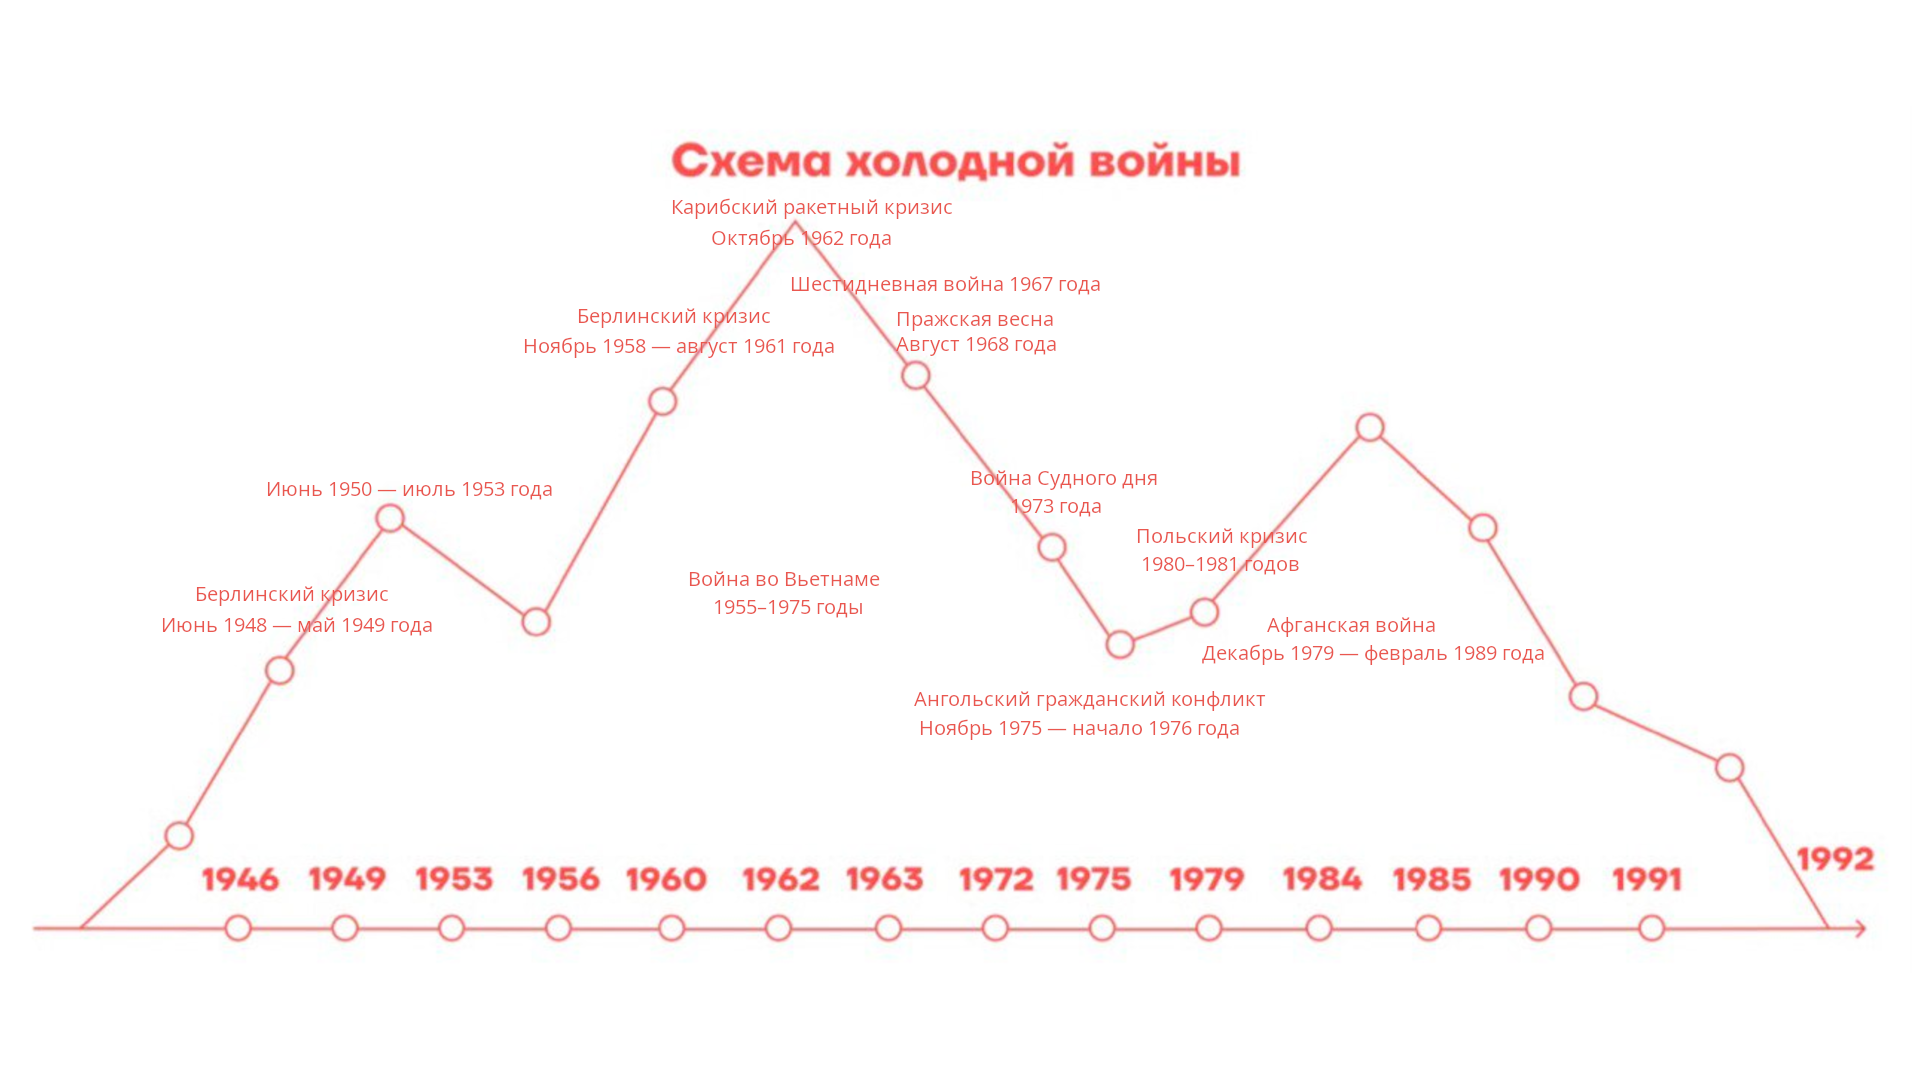 Схема холодной войны
Карибский ракетный кризис
Октябрь 1962 года
Шестидневная война 1967 года
Берлинский кризис
Ноябрь 1958 — август 1961 года
Пражская весна
Август 1968 года
Июнь 1950 — июль 1953 года
Война Судного дня
1973 года
Польский кризис
1980–1981 годов
Берлинский кризис
Июнь 1948 — май 1949 года
Война во Вьетнаме
1955–1975 годы
Афганская война
Декабрь 1979 — февраль 1989 года
Ангольский гражданский конфликт
Ноябрь 1975 — начало 1976 года
1946 1949 1953 1956 1960 1962 1963 1972 1975 1979 1984 1985 1990 1991 1992